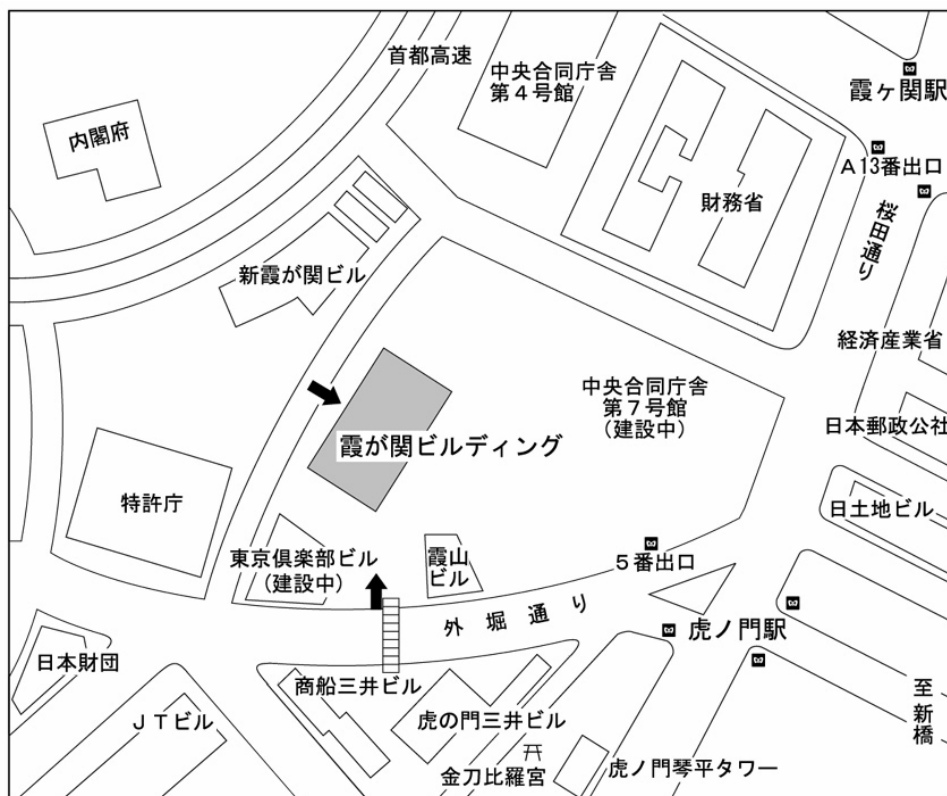 首都高速
中央合同庁舎
第４号館
霞ヶ関駅
内閣府
Ａ13番出口
財務省
桜田通り
新霞が関ビル
経済産業省
中央合同庁舎
第７号館
（建設中）
日本郵政公社
霞が関ビルディング
特許庁
日土地ビル
東京倶楽部ビル
（建設中）
霞山
ビル
５番出口
外堀通り
虎ノ門駅
日本財団
商船三井ビル
至新橋
ＪＴビル
虎の門三井ビル
金刀比羅宮
虎ノ門琴平タワー